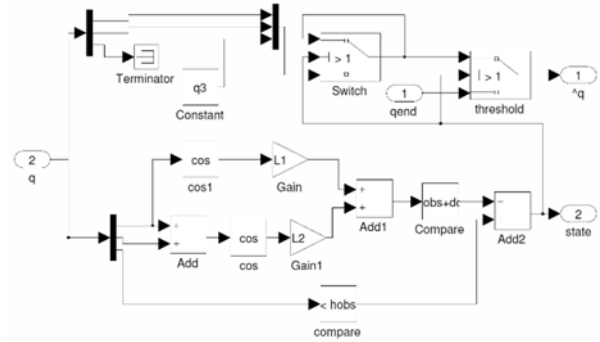 Terminator
q3
Constant
> 1
Switch
1
qend
> 1
threshold
1
^q
2
q
cos
cos1
L1
Gain
+
+
Add
cos
cos
L2
Gain1
+
+
Add1
obs+do
Compare
-
Add2
2
state
< hobs
compare